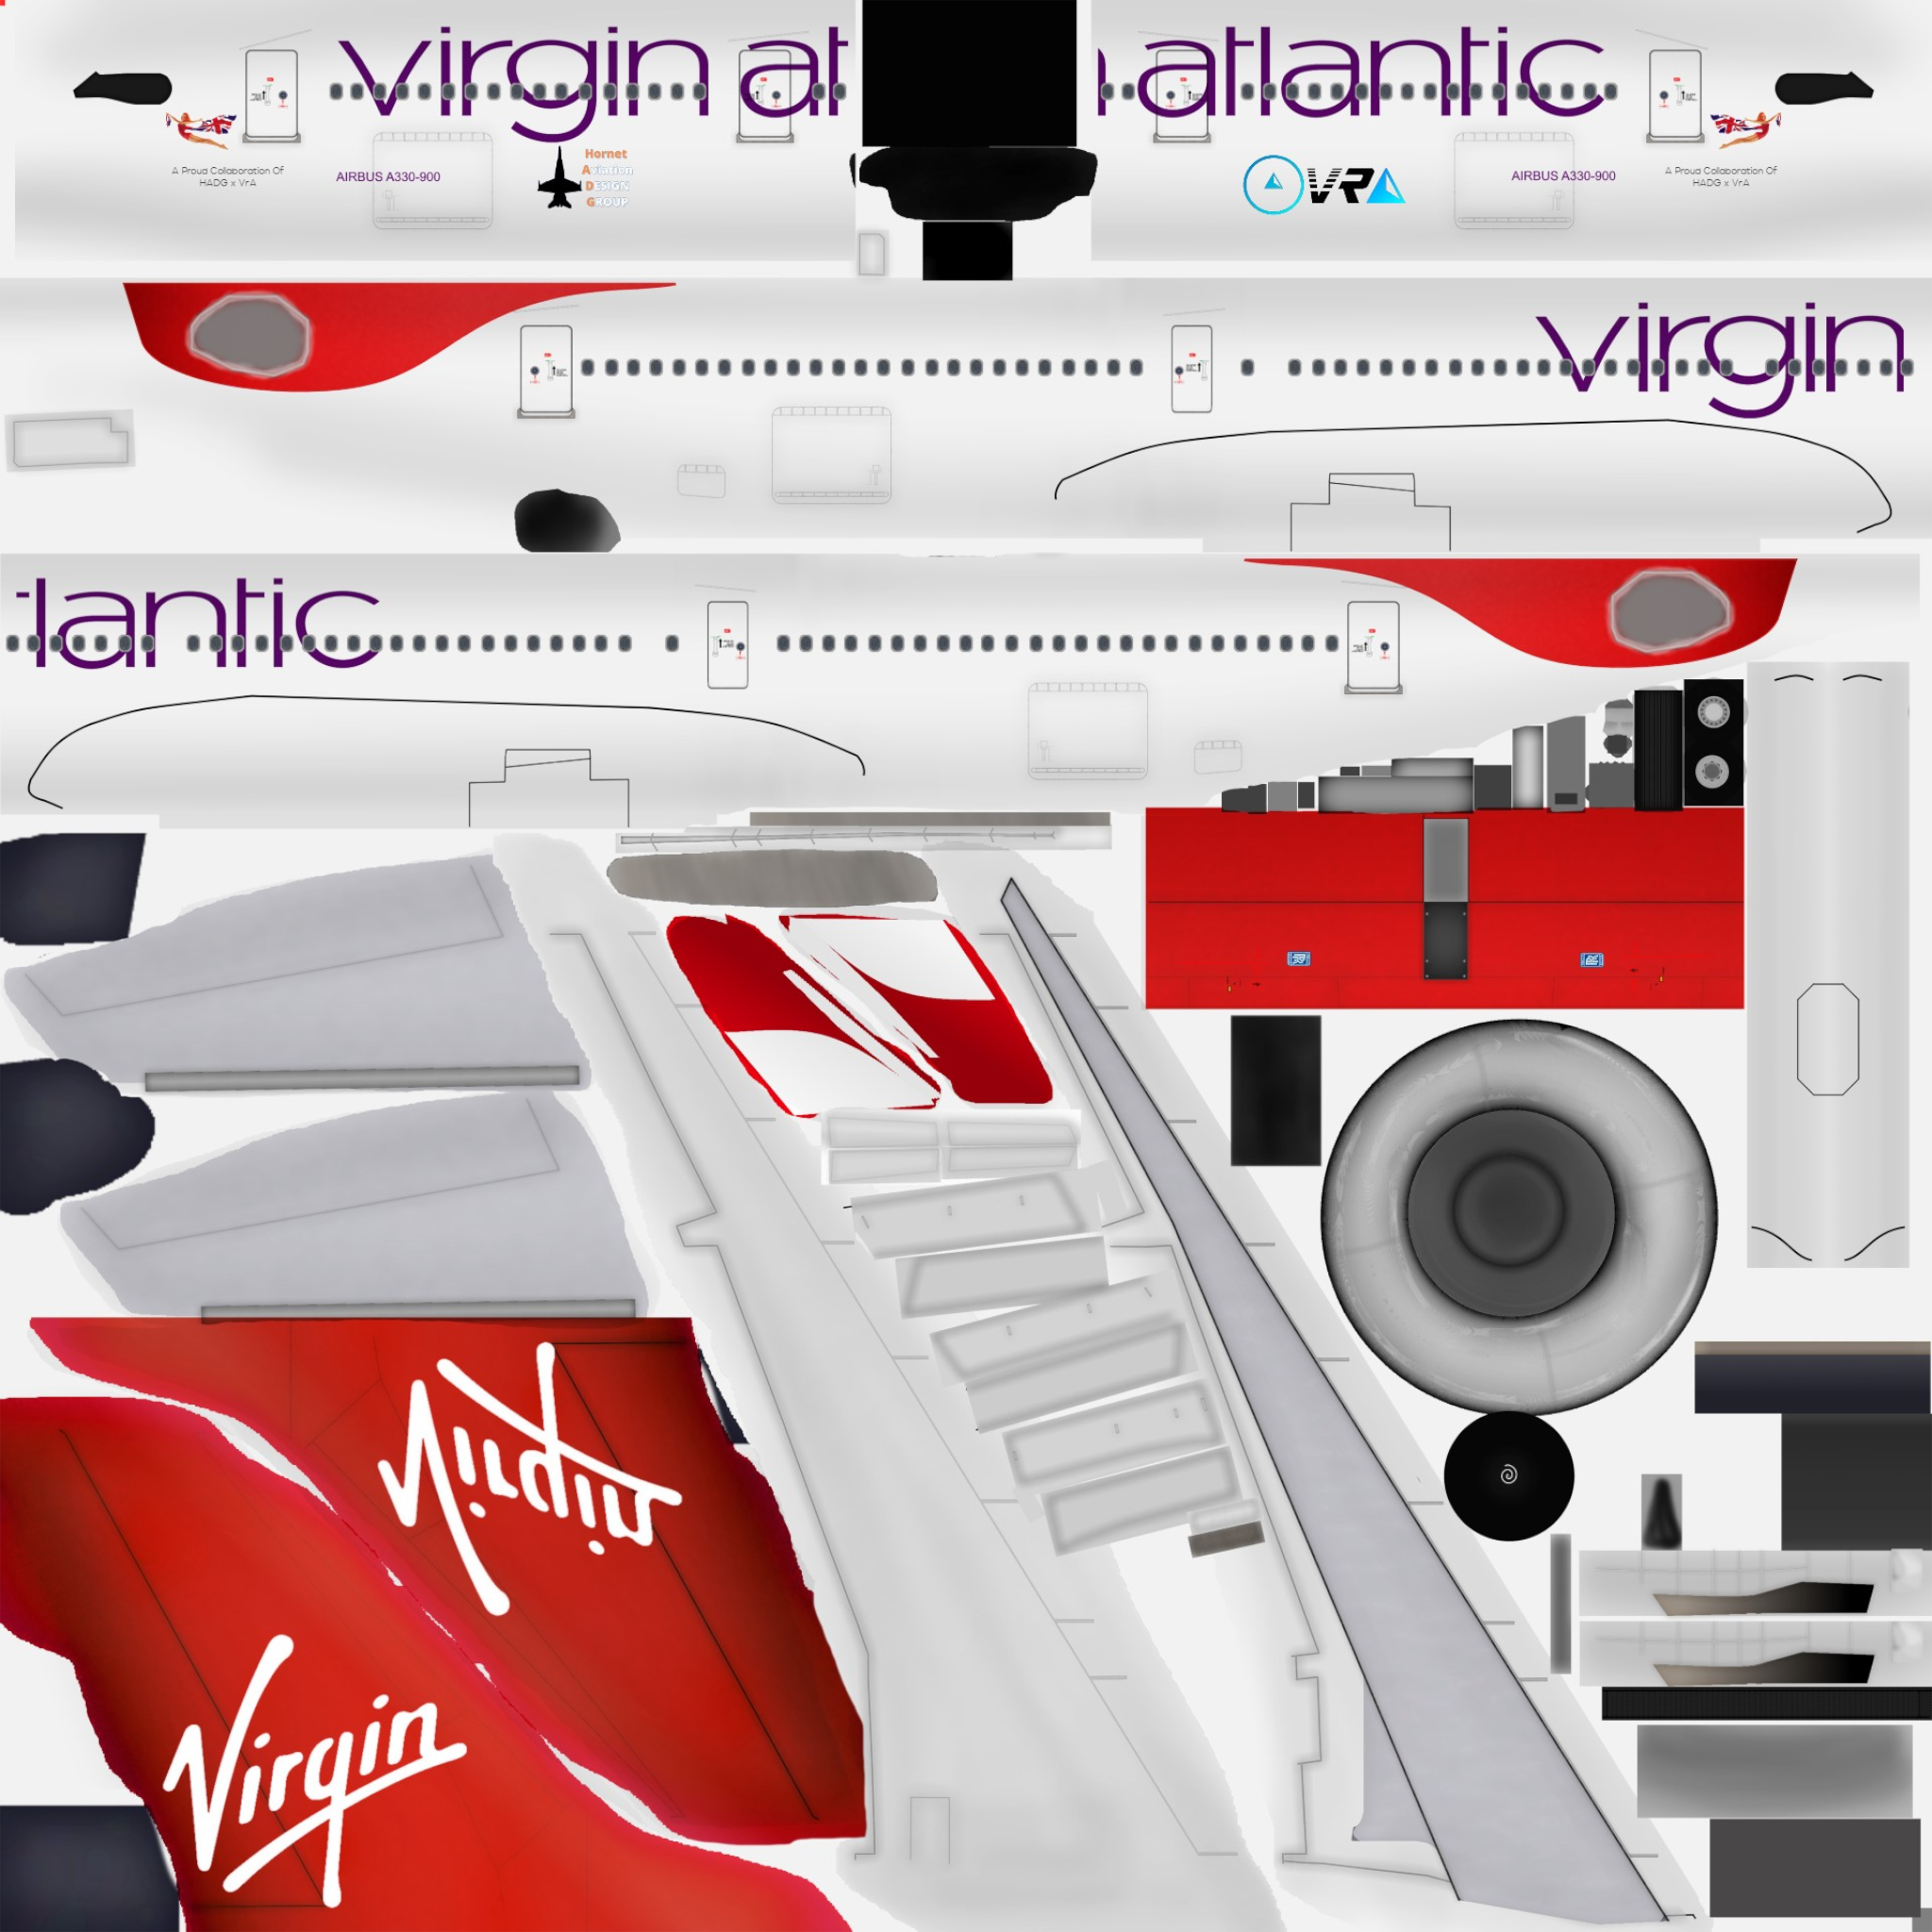 virgin at
atlantic
Hornet
Aviation
DESIGN
GROUP
A Proud Collaboration Of
HADG x VrA
AIRBUS A330-900
VRA
AIRBUS A330-900
A Proud Collaboration Of
HADG x VrA
virgin
lantic
Virgin
Virgin